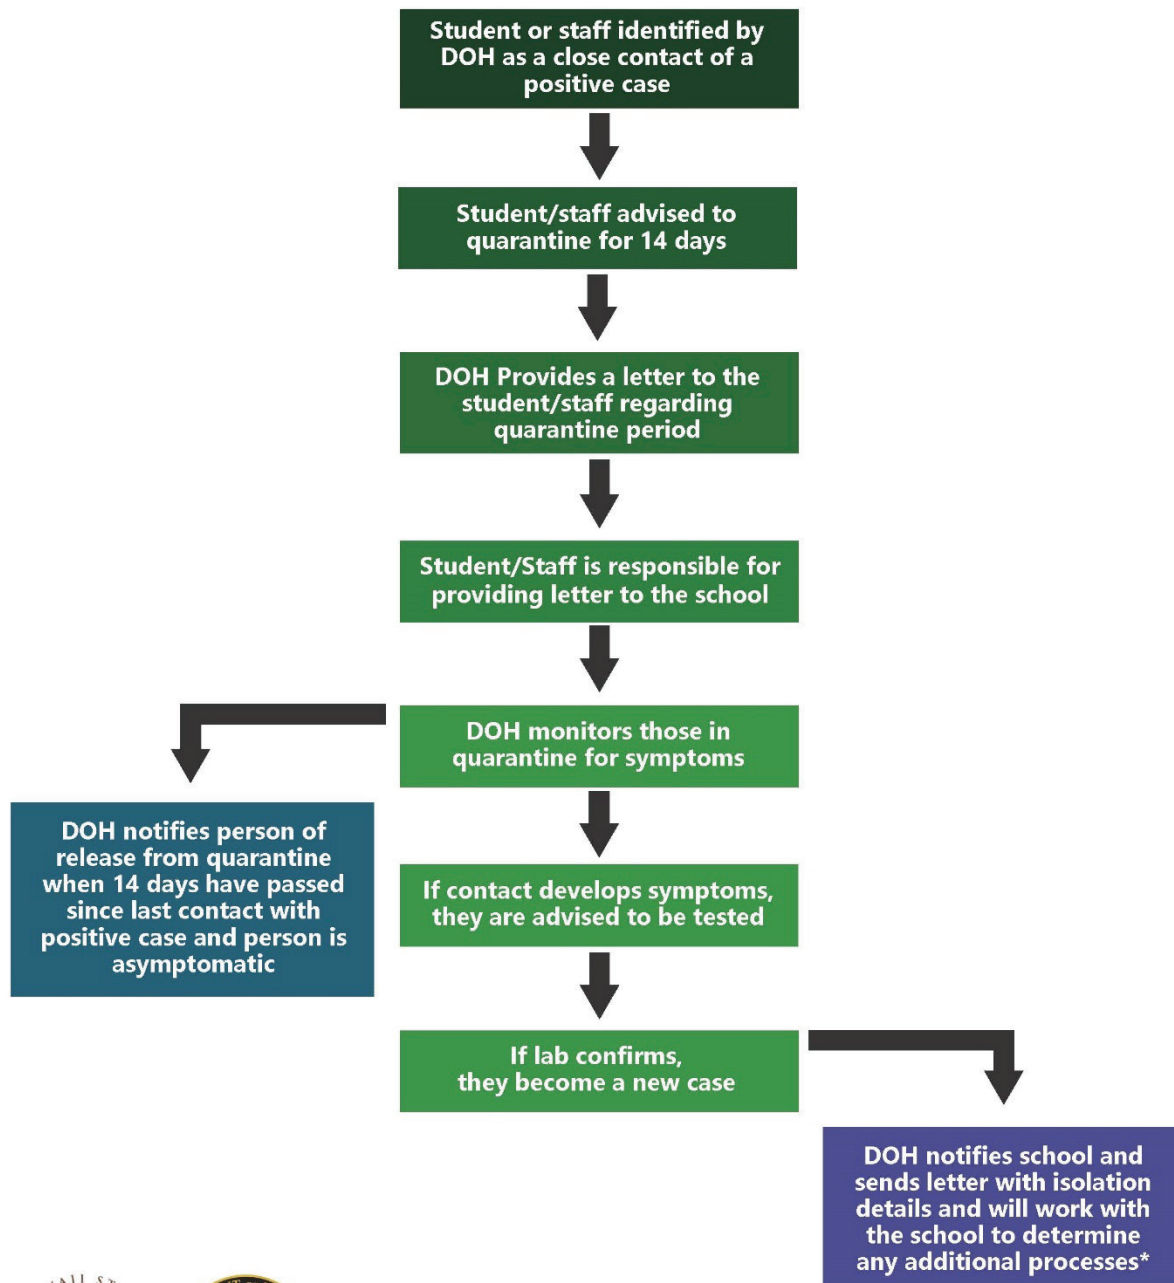 Student or staff identified by
DOH as a close contact of a
positive case
Student/staff advised to
quarantine for 14 days
DOH Provides a letter to the
student/staff regarding
quarantine period
Student/Staff is responsible for
providing letter to the school
DOH monitors those in
quarantine for symptoms
DOH notifies person of
release from quarantine
when 14 days have passed
since last contact with
positive case and person is
asymptomatic
If contact develops symptoms,
they are advised to be tested
If lab confirms,
they become a new case
DOH notifies school and
sends letter with isolation
details and will work with
the school to determine
any additional processes*